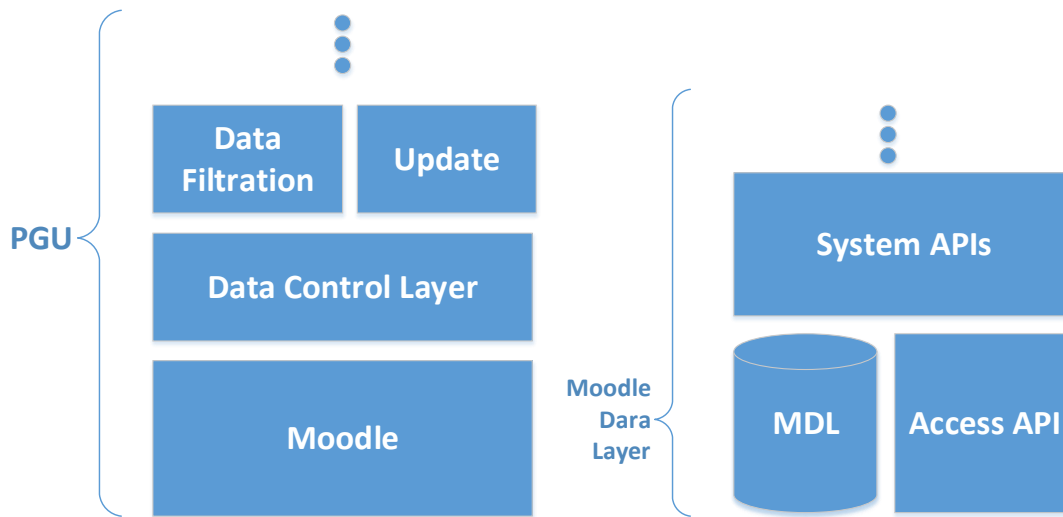 PGU
Data
Filtration
Update
Data Control Layer
Moodle
Moodle
Dara
Layer
System APIs
MDL
Access API